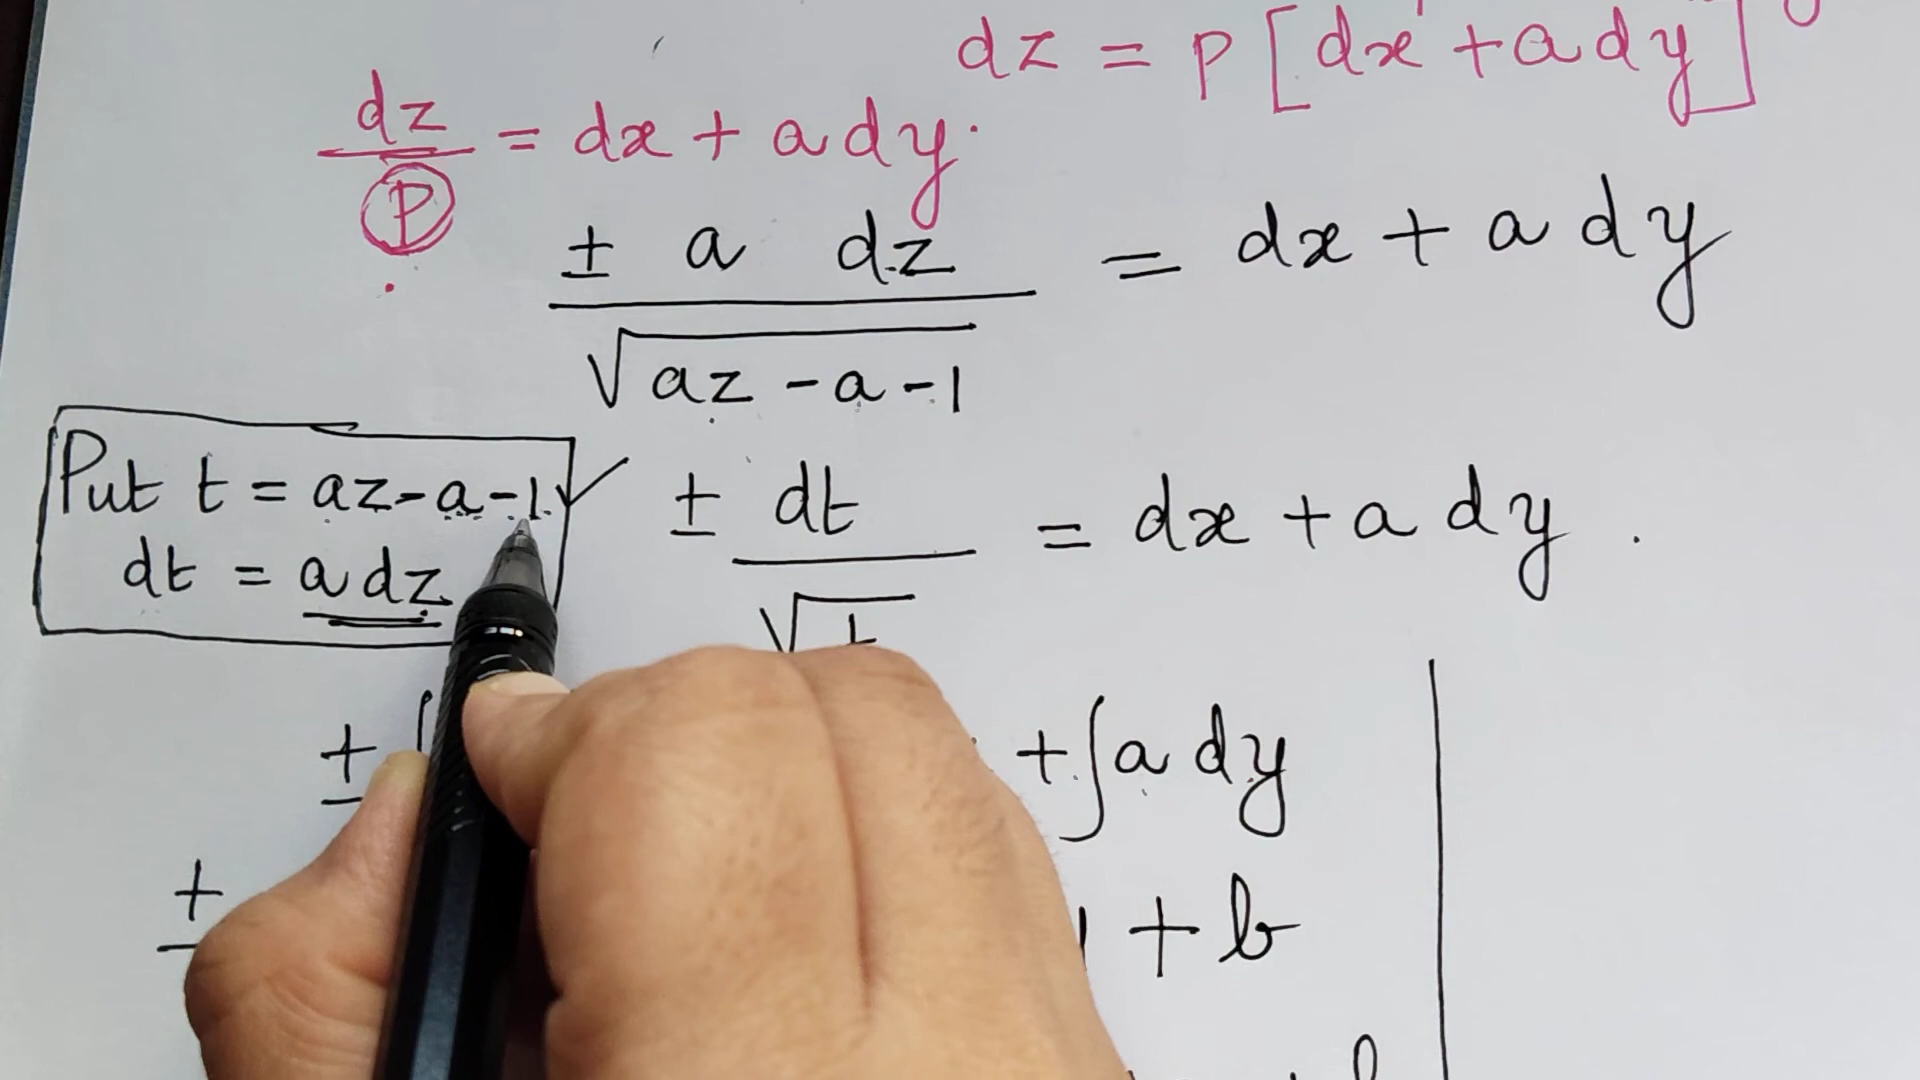 dz = p [dx + a dy]
dz/p = dx + a dy.
± a dz / √(az - a - 1) = dx + a dy
Put t = az - a - 1 ✓
dt = a dz
± dt / √t = dx + a dy .
± ∫ + ∫ a dy
± + b